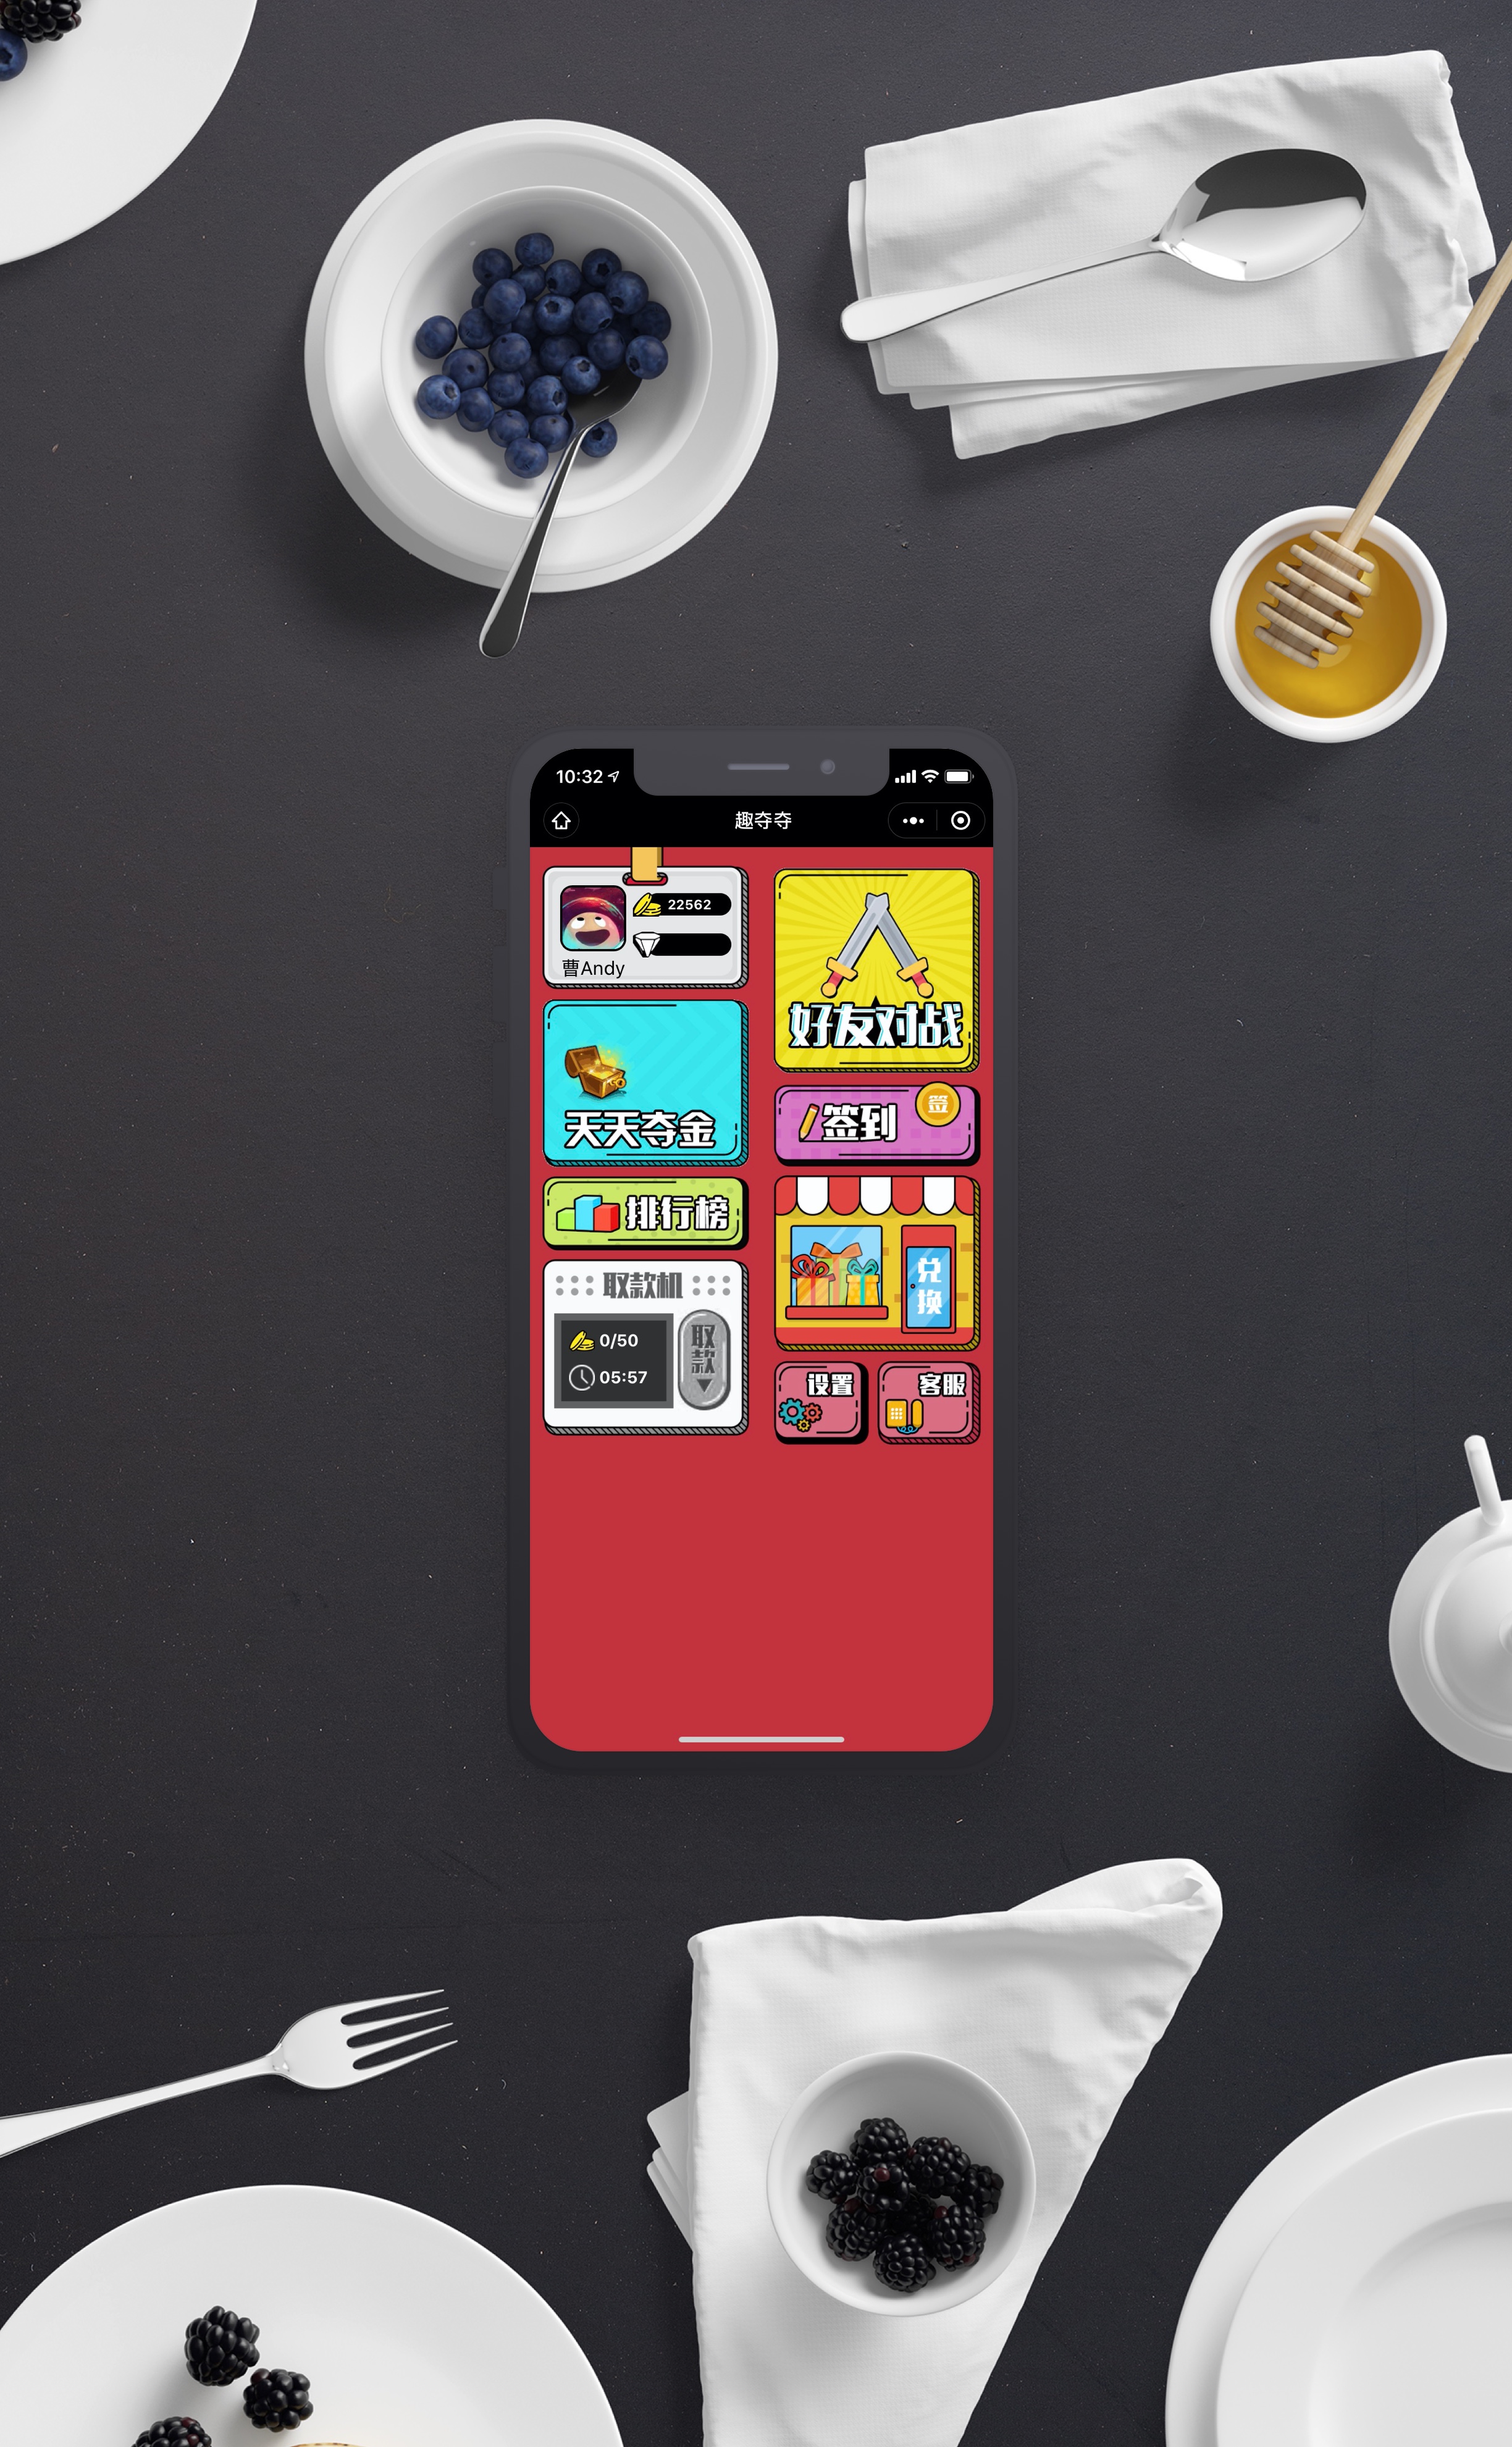 10:32
趣夺夺
22562
曹Andy
好友对战
天天夺金
签到
签
排行榜
取款机
0/50
05:57
取款
兑换
设置
客服